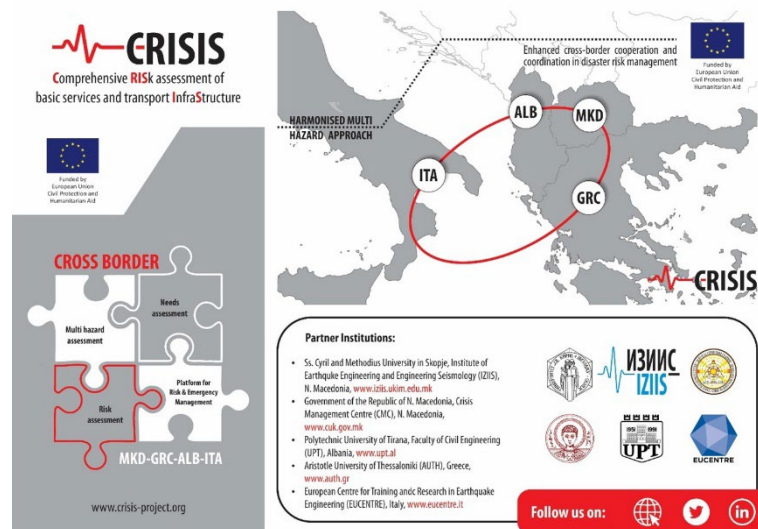 CRISIS
Comprehensive RISk assessment of
basic services and transport InfraStructure
Funded by
European Union
Civil Protection and
Humanitarian Aid
CROSS BORDER
Needs
assessment
Multi hazard
assessment
Risk
assessment
Platform for
Risk & Emergency
Management
MKD-GRC-ALB-ITA
www.crisis-project.org
Enhanced cross-border cooperation and
coordination in disaster risk management
Funded by
European Union
Civil Protection and
Humanitarian Aid
HARMONISED MULTI
HAZARD APPROACH
ALB
MKD
ITA
GRC
CRISIS
Partner Institutions:
• Ss. Cyril and Methodius University in Skopje, Institute of
Earthquke Engineering and Engineering Seismology (IZIIS),
N. Macedonia, www.iziis.ukim.edu.mk
• Government of the Republic of N. Macedonia, Crisis
Management Centre (CMC), N. Macedonia,
www.cuk.gov.mk
• Polytechnic University of Tirana, Faculty of Civil Engineering
(UPT), Albania, www.upt.al
• Aristotle University of Thessaloniki (AUTH), Greece,
www.auth.gr
• European Centre for Training andc Research in Earthquake
Engineering (EUCENTRE), Italy, www.eucentre.it
ИЗИИС
IZIIS
1951 1991
UPT
EUCENTRE
Follow us on:
in